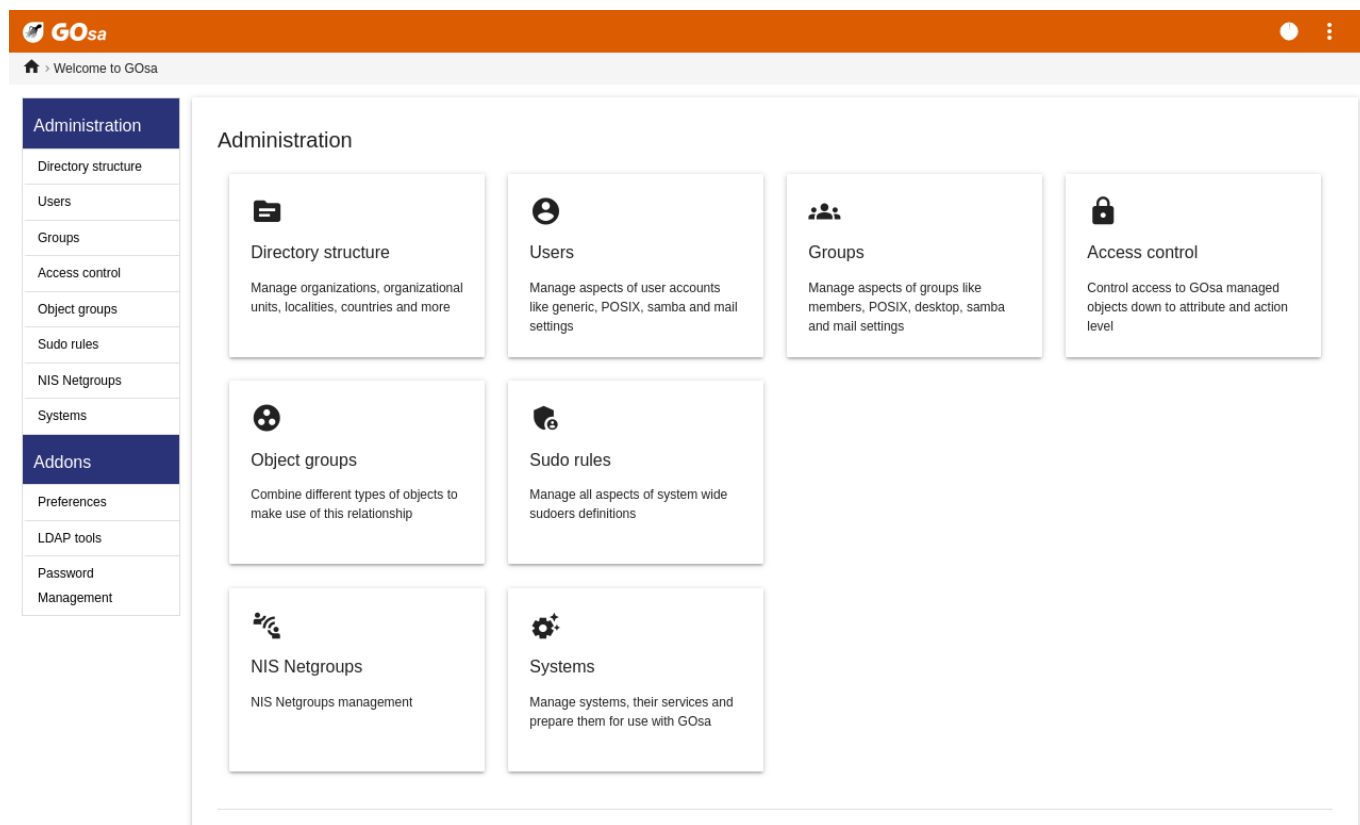 GOsa
› Welcome to GOsa
Administration
Directory structure
Users
Groups
Access control
Object groups
Sudo rules
NIS Netgroups
Systems
Addons
Preferences
LDAP tools
Password
Management
Administration
Directory structure
Manage organizations, organizational
units, localities, countries and more
Users
Manage aspects of user accounts
like generic, POSIX, samba and mail
settings
Groups
Manage aspects of groups like
members, POSIX, desktop, samba
and mail settings
Access control
Control access to GOsa managed
objects down to attribute and action
level
Object groups
Combine different types of objects to
make use of this relationship
Sudo rules
Manage all aspects of system wide
sudoers definitions
NIS Netgroups
NIS Netgroups management
Systems
Manage systems, their services and
prepare them for use with GOsa